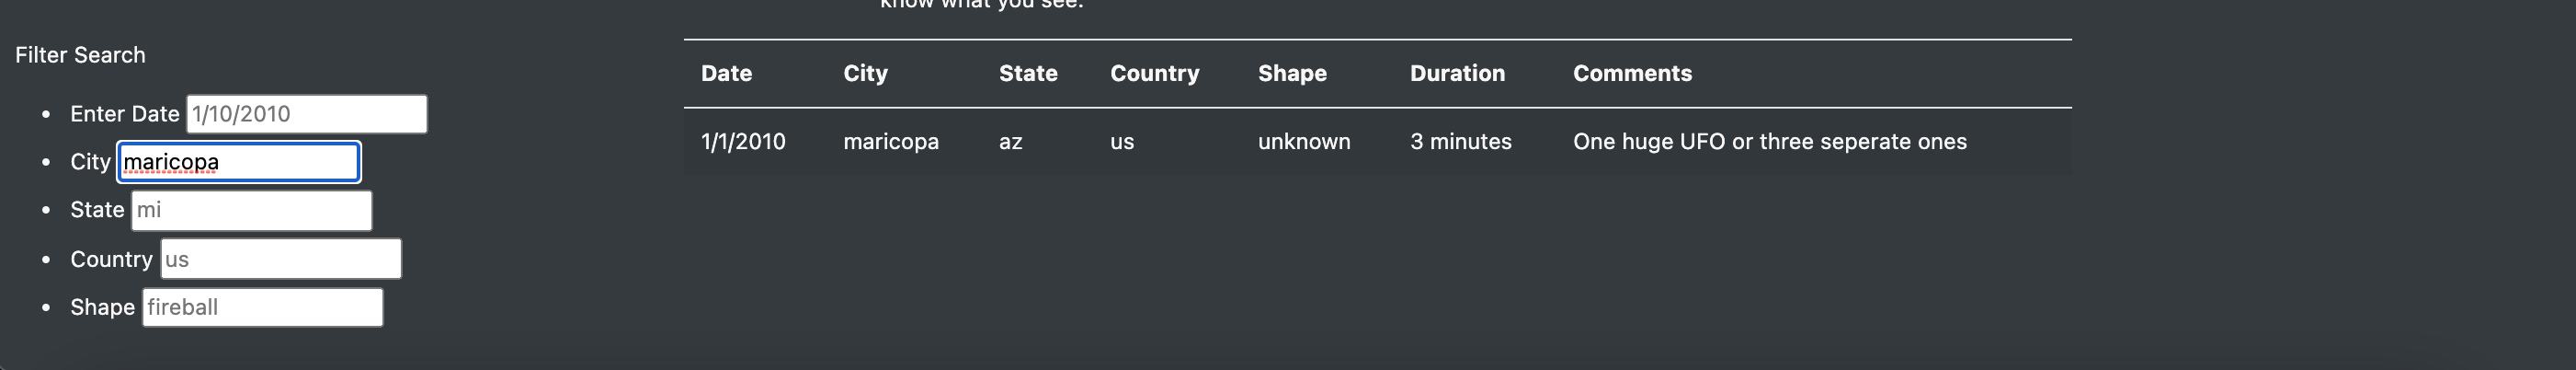 know what you see.
Filter Search
Enter Date 1/10/2010
City maricopa
State mi
Country us
Shape fireball
Date City State Country Shape Duration Comments
1/1/2010 maricopa az us unknown 3 minutes One huge UFO or three seperate ones